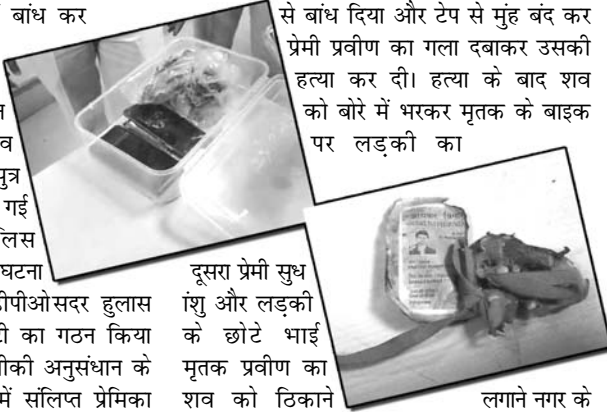 बांध कर
व
पुत्र
गई
लिस
घटना
डीपीओसदर हुलास
टी का गठन किया
ीकी अनुसंधान के
में संलिप्त प्रेमिका
से बांध दिया और टेप से मुंह बंद कर
प्रेमी प्रवीण का गला दबाकर उसकी
हत्या कर दी। हत्या के बाद शव
को बोरे में भरकर मृतक के बाइक
पर लड़की का
दूसरा प्रेमी सुध
ांशु और लड़की
के छोटे भाई
मृतक प्रवीण का
शव को ठिकाने
लगाने नगर के